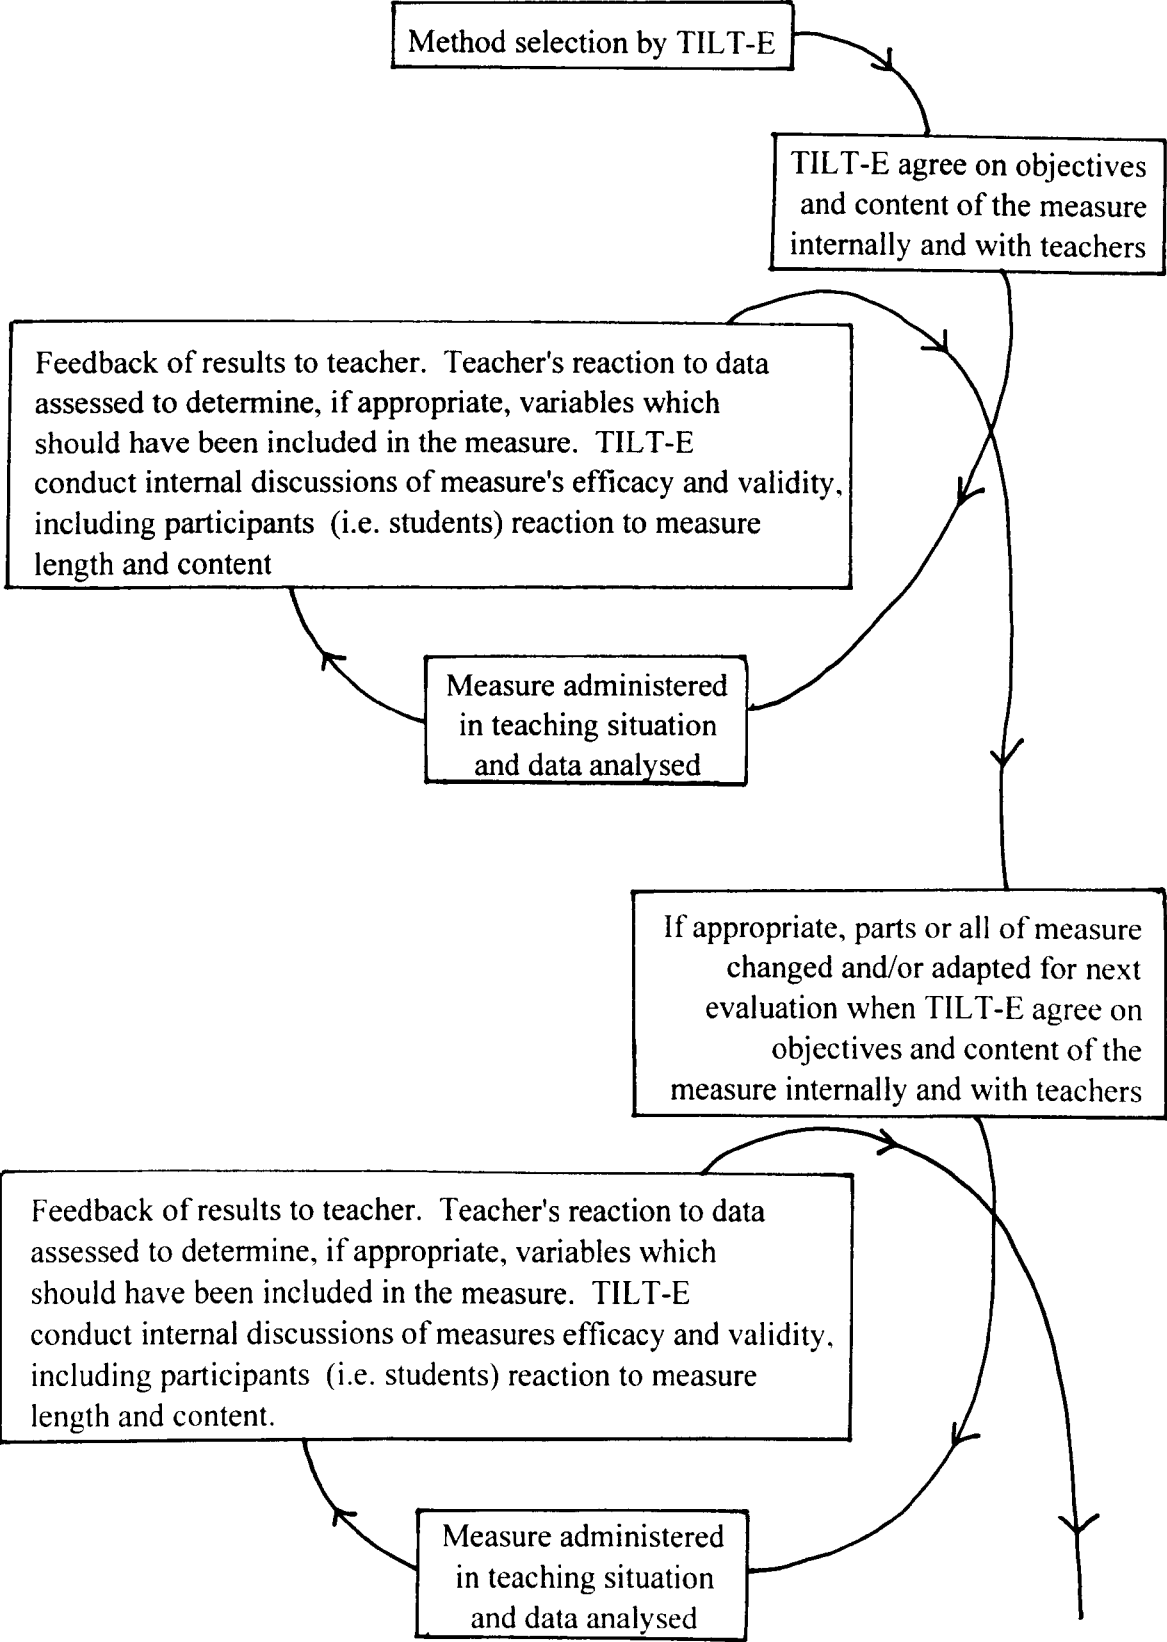 Method selection by TILT-E
TILT-E agree on objectives
and content of the measure
internally and with teachers
Feedback of results to teacher.  Teacher's reaction to data
assessed to determine, if appropriate, variables which
should have been included in the measure.  TILT-E
conduct internal discussions of measure's efficacy and validity,
including participants  (i.e. students) reaction to measure
length and content
Measure administered
in teaching situation
and data analysed
If appropriate, parts or all of measure
changed and/or adapted for next
evaluation when TILT-E agree on
objectives and content of the
measure internally and with teachers
Feedback of results to teacher.  Teacher's reaction to data
assessed to determine, if appropriate, variables which
should have been included in the measure.  TILT-E
conduct internal discussions of measures efficacy and validity,
including participants  (i.e. students) reaction to measure
length and content.
Measure administered
in teaching situation
and data analysed